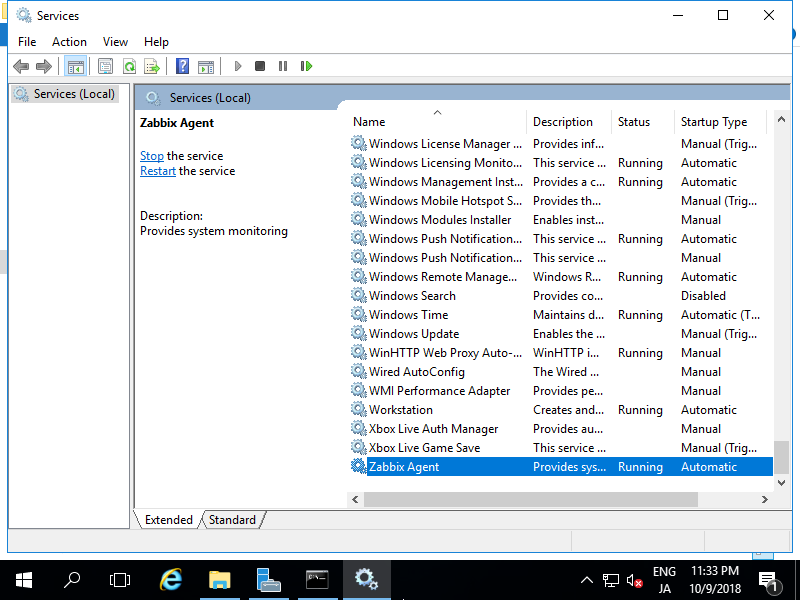 Services
File Action View Help
Services (Local)
Services (Local)
Zabbix Agent
Stop the service
Restart the service
Description:
Provides system monitoring
Name Description Status Startup Type
Windows License Manager ... Provides inf... Manual (Trig...
Windows Licensing Monito... This service ... Running Automatic
Windows Management Inst... Provides a c... Running Automatic
Windows Mobile Hotspot S... Provides th... Manual (Trig...
Windows Modules Installer Enables inst... Manual
Windows Push Notification... This service ... Running Automatic
Windows Push Notification... This service ... Manual
Windows Remote Manage... Windows R... Running Automatic
Windows Search Provides co... Disabled
Windows Time Maintains d... Running Automatic (T...
Windows Update Enables the ... Manual (Trig...
WinHTTP Web Proxy Auto-... WinHTTP i... Running Manual
Wired AutoConfig The Wired ... Manual
WMI Performance Adapter Provides pe... Manual
Workstation Creates and... Running Automatic
Xbox Live Auth Manager Provides au... Manual
Xbox Live Game Save This service ... Manual (Trig...
Zabbix Agent Provides sys... Running Automatic
Extended Standard
ENG 11:33 PM
JA 10/9/2018
1